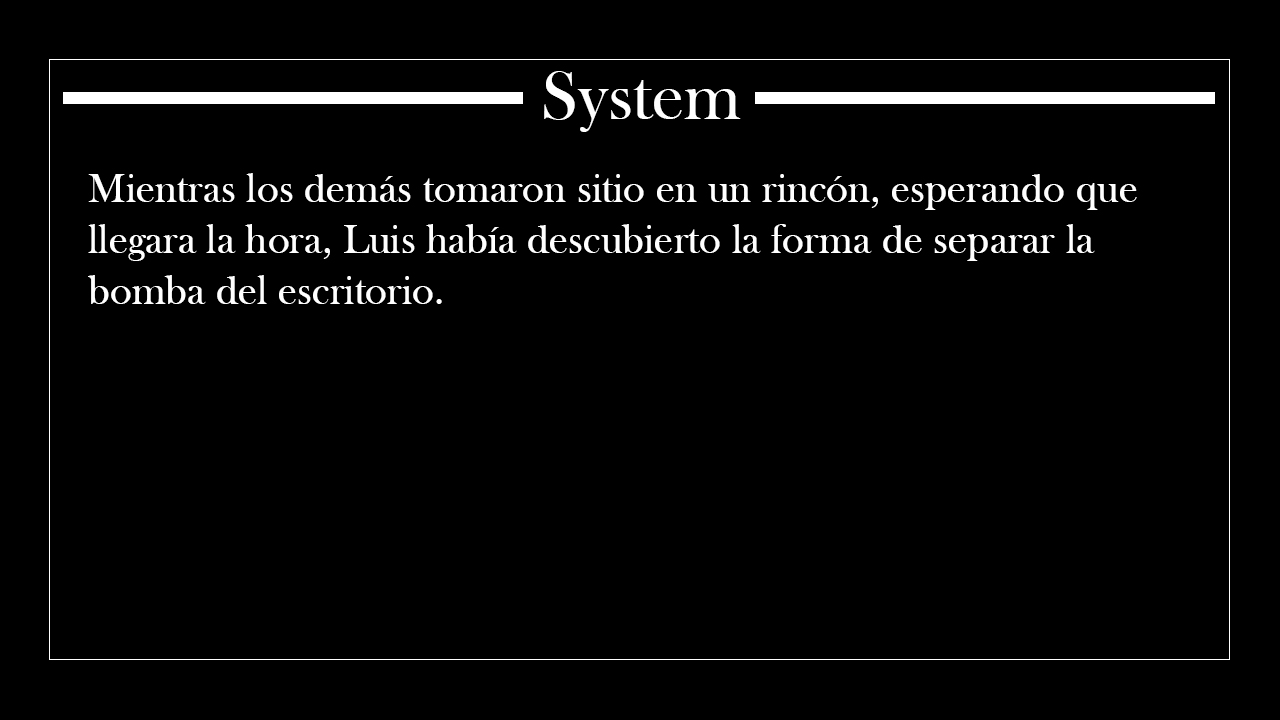 System
Mientras los demás tomaron sitio en un rincón, esperando que
llegara la hora, Luis había descubierto la forma de separar la
bomba del escritorio.